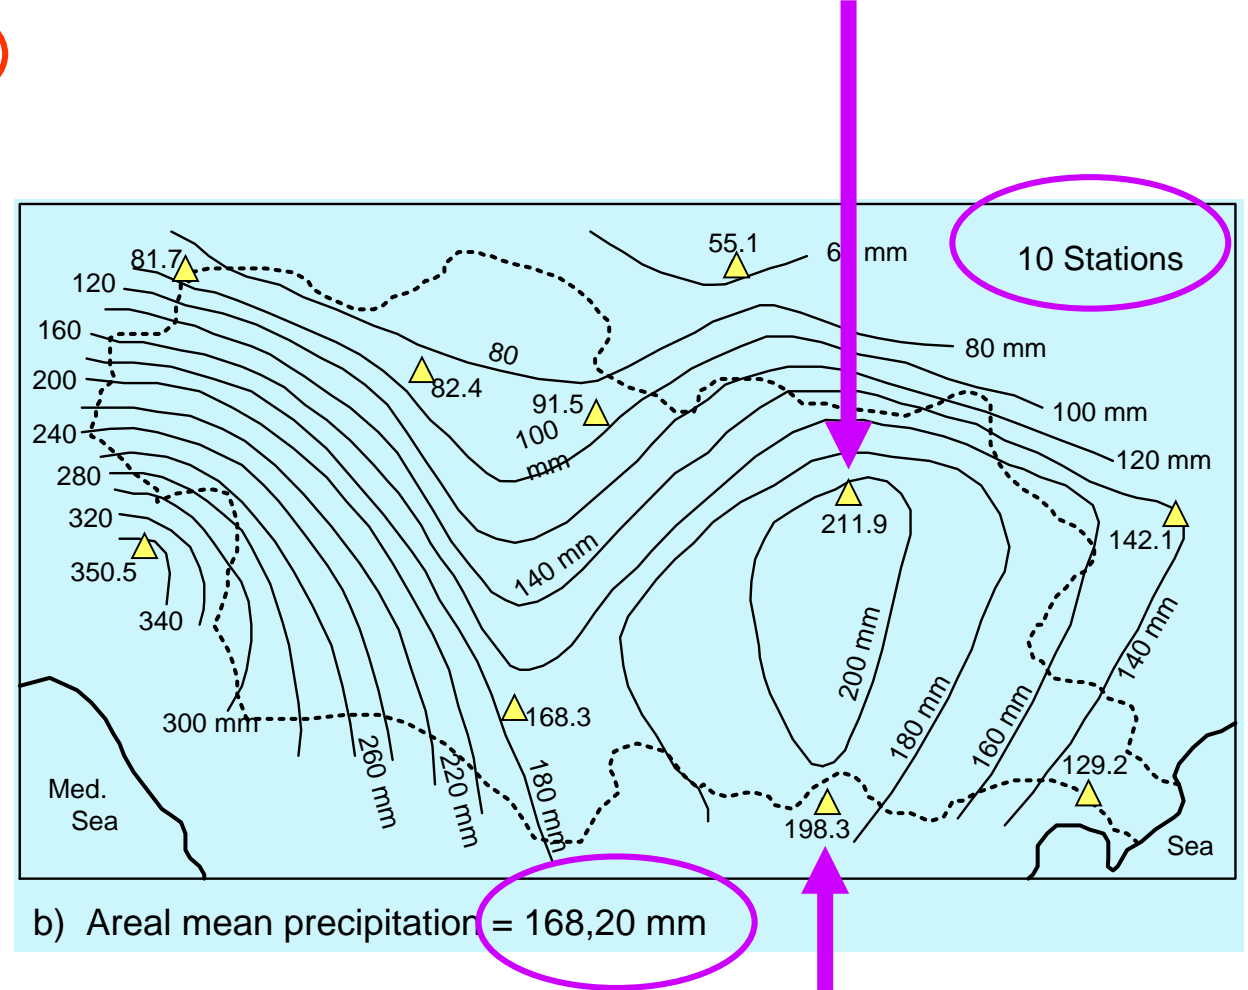 55.1
6 mm
10 Stations
81.7
120
160
80
80 mm
200
82.4
91.5
100 mm
100
mm
240
120 mm
280
320
211.9
142.1
350.5
140 mm
340
140 mm
200 mm
168.3
300 mm
180 mm
160 mm
260 mm
220 mm
180 mm
129.2
Med.
Sea
198.3
Sea
b) Areal mean precipitation = 168,20 mm